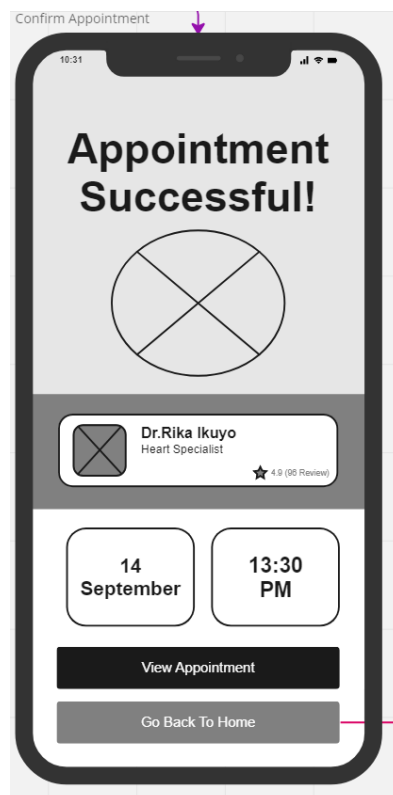 Confirm Appointment
10:31
Appointment
Successful!
Dr.Rika Ikuyo
Heart Specialist
4.9 (96 Review)
14
September
13:30
PM
View Appointment
Go Back To Home